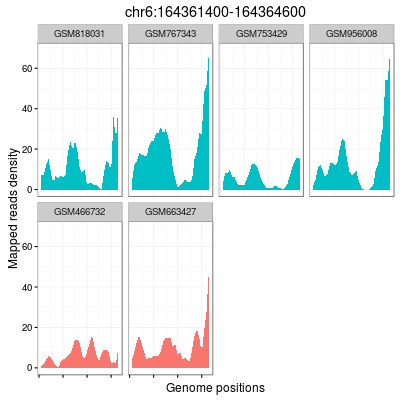 chr6:164361400-164364600
GSM818031 GSM767343 GSM753429 GSM956008
60
40
20
0
GSM466732 GSM663427
60
40
20
0
Mapped reads density
Genome positions